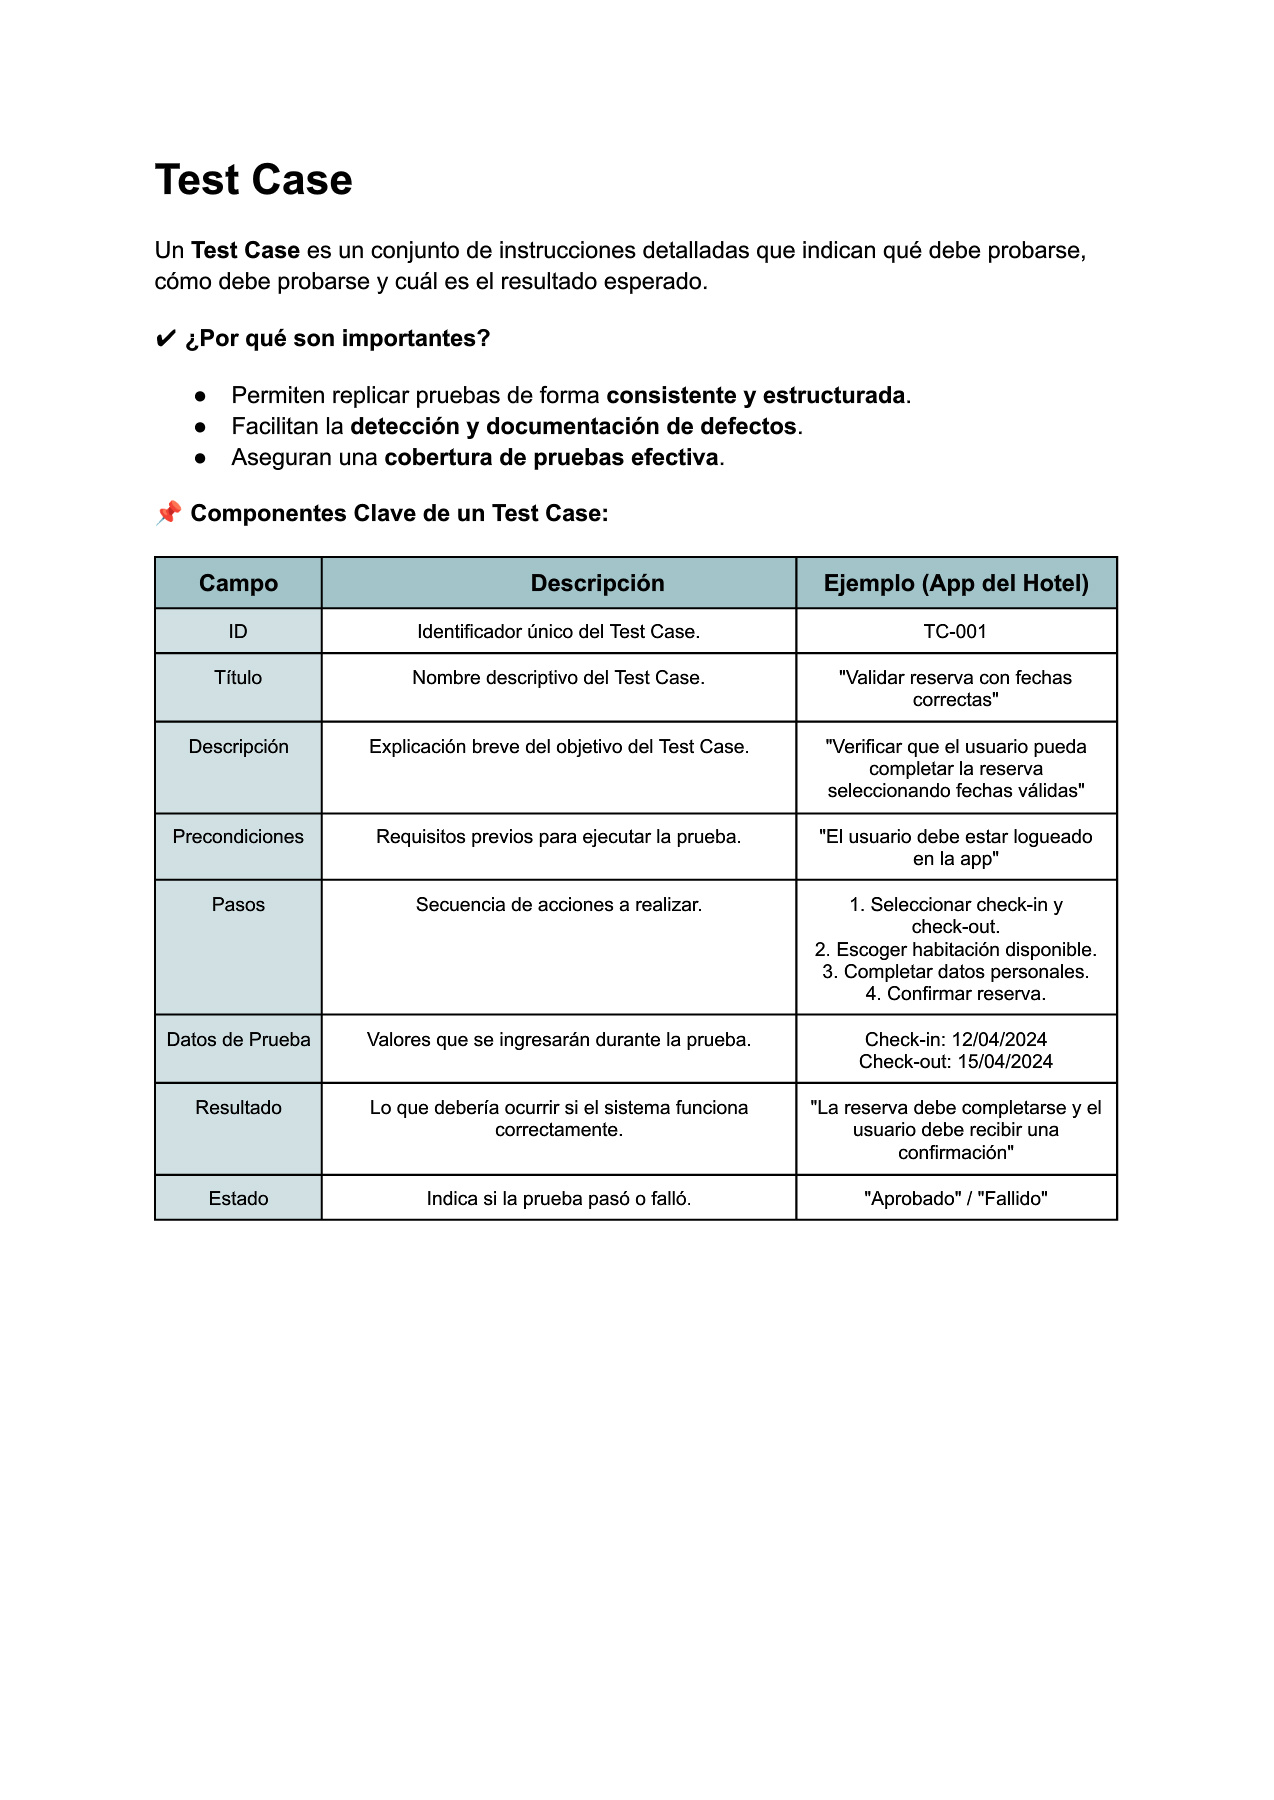 Test Case
Un Test Case es un conjunto de instrucciones detalladas que indican qué debe probarse,
cómo debe probarse y cuál es el resultado esperado.
✔ ¿Por qué son importantes?
● Permiten replicar pruebas de forma consistente y estructurada.
● Facilitan la detección y documentación de defectos.
● Aseguran una cobertura de pruebas efectiva.
📌 Componentes Clave de un Test Case:
Campo Descripción Ejemplo (App del Hotel)
ID Identificador único del Test Case. TC-001
Título Nombre descriptivo del Test Case. "Validar reserva con fechas
correctas"
Descripción Explicación breve del objetivo del Test Case. "Verificar que el usuario pueda
completar la reserva
seleccionando fechas válidas"
Precondiciones Requisitos previos para ejecutar la prueba. "El usuario debe estar logueado
en la app"
Pasos Secuencia de acciones a realizar. 1. Seleccionar check-in y
check-out.
2. Escoger habitación disponible.
3. Completar datos personales.
4. Confirmar reserva.
Datos de Prueba Valores que se ingresarán durante la prueba. Check-in: 12/04/2024
Check-out: 15/04/2024
Resultado Lo que debería ocurrir si el sistema funciona "La reserva debe completarse y el
correctamente. usuario debe recibir una
confirmación"
Estado Indica si la prueba pasó o falló. "Aprobado" / "Fallido"